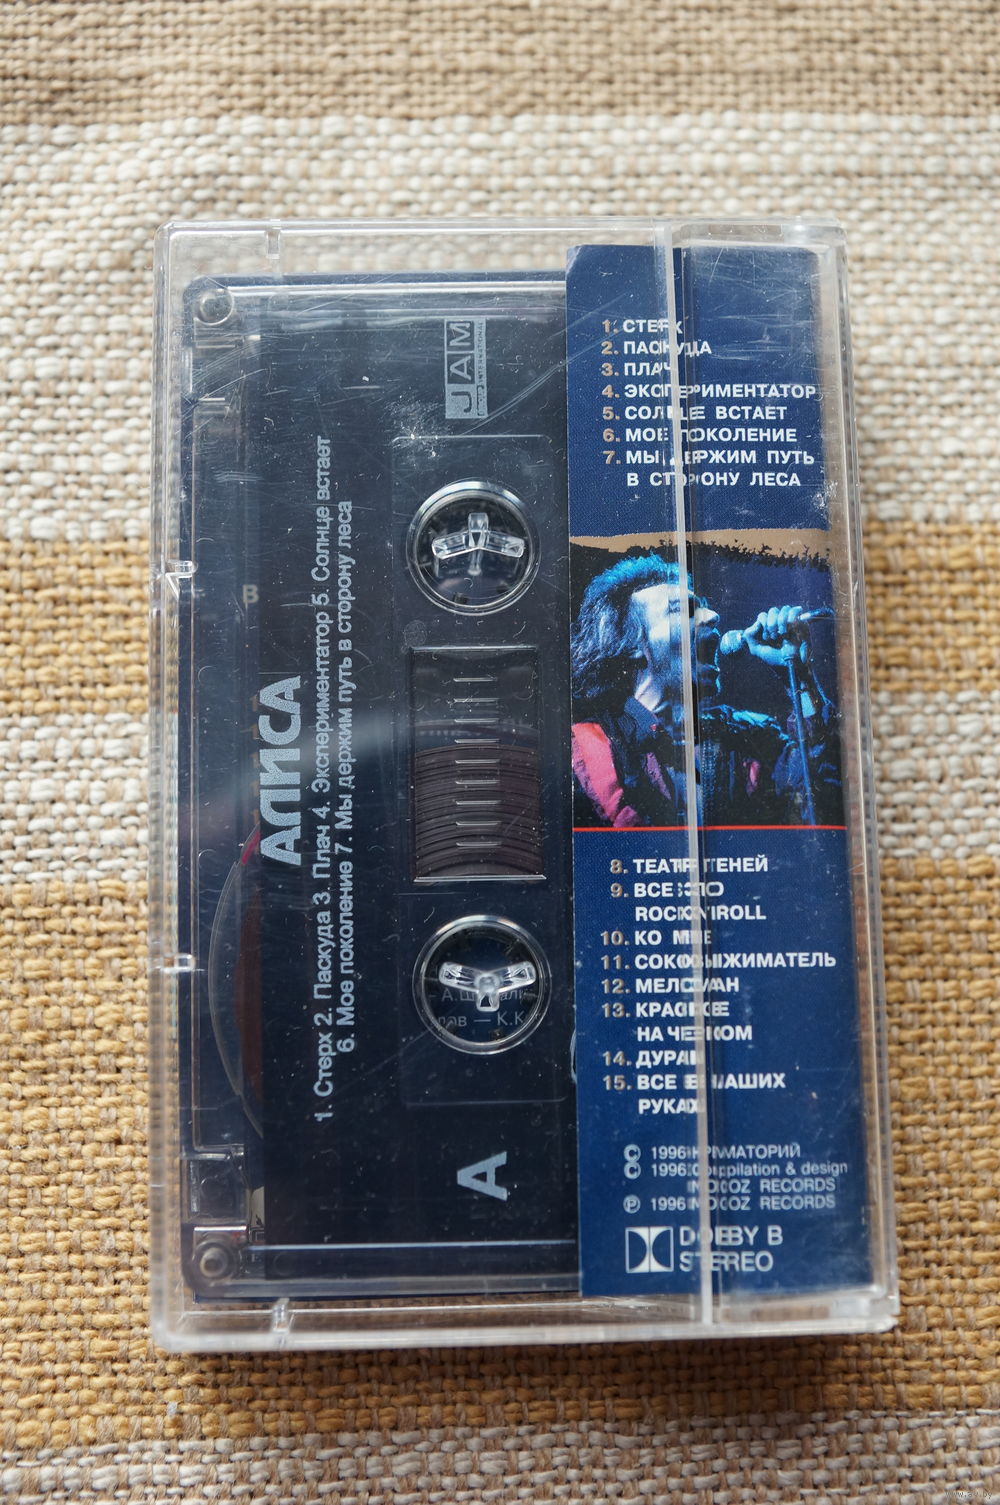 1. СТЕРХ
2. ПАСКУДА
3. ПЛАЧ
4. ЭКСПЕРИМЕНТАТОР
5. СОЛНЦЕ ВСТАЕТ
6. МОЕ ПОКОЛЕНИЕ
7. МЫ ДЕРЖИМ ПУТЬ
В СТОРОНУ ЛЕСА
8. ТЕАТР ТЕНЕЙ
9. ВСЕ ЭТО
ROCK'N'ROLL
10. КО МНЕ
11. СОКОВЫЖИМАТЕЛЬ
12. МЕЛОМАН
13. КРАСНОЕ
НА ЧЕРНОМ
14. ДУРАК
15. ВСЕ В НАШИХ
РУКАХ
© 1996 КРЕМАТОРИЙ
© 1996 Compilation & design
MOROZ RECORDS
℗ 1996 MOROZ RECORDS
DOLBY B
STEREO
JAM
INTERNATIONAL
B
АЛИСА
1. Стерх 2. Паскуда 3. Плач 4. Экспериментатор 5. Солнце встает
6. Мое поколение 7. Мы держим путь в сторону леса
A